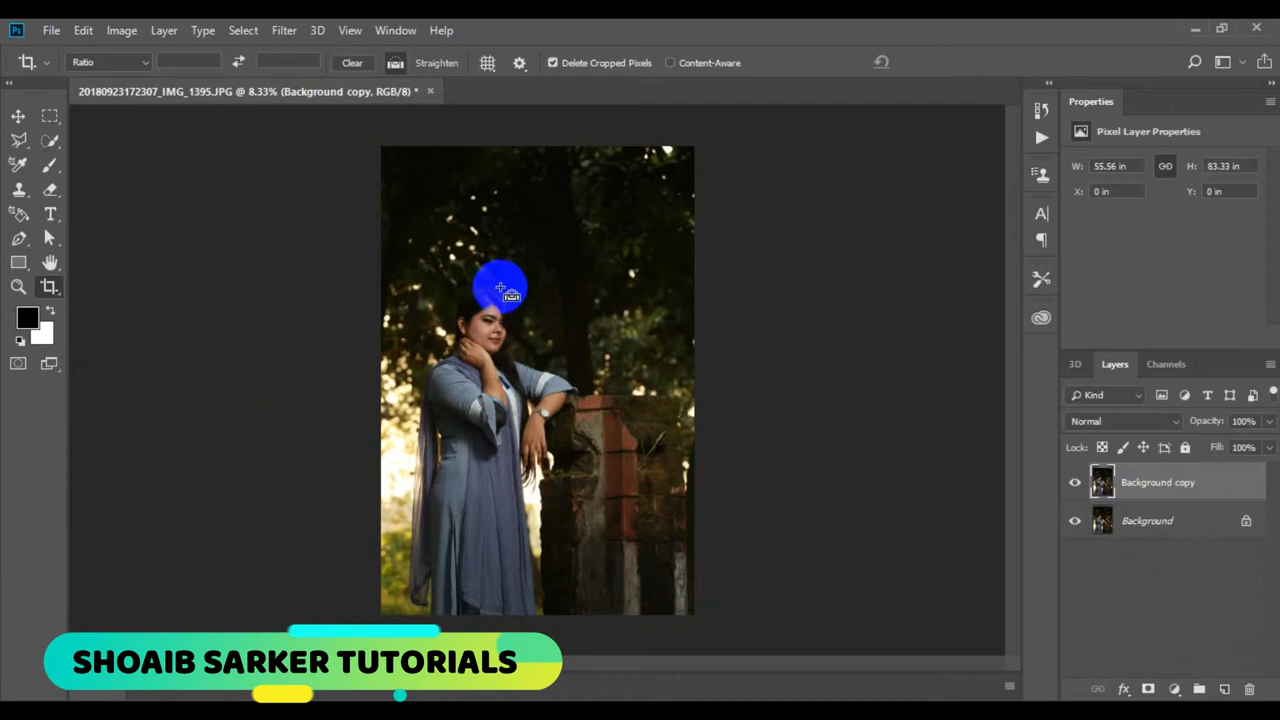 Ps File Edit Image Layer Type Select Filter 3D View Window Help
Ratio Clear Straighten Delete Cropped Pixels Content-Aware
20180923172307_IMG_1395.JPG @ 8.33% (Background copy, RGB/8) *
Properties
Pixel Layer Properties
W: 55.56 in H: 83.33 in
X: 0 in Y: 0 in
3D Layers Channels
Kind
Normal Opacity: 100%
Lock: Fill: 100%
Background copy
Background
SHOAIB SARKER TUTORIALS